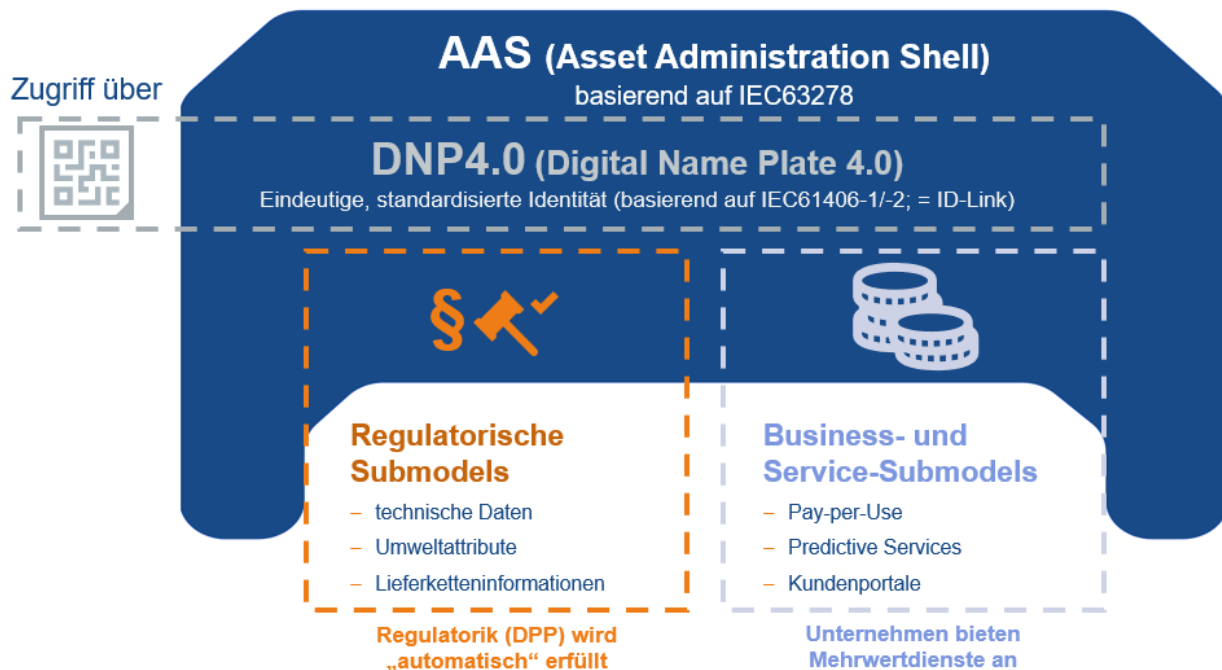 AAS (Asset Administration Shell)
basierend auf IEC63278
Zugriff über
DNP4.0 (Digital Name Plate 4.0)
Eindeutige, standardisierte Identität (basierend auf IEC61406-1/-2; = ID-Link)
§
Regulatorische
Submodels
– technische Daten
– Umweltattribute
– Lieferketteninformationen
Regulatorik (DPP) wird
„automatisch“ erfüllt
Business- und
Service-Submodels
– Pay-per-Use
– Predictive Services
– Kundenportale
Unternehmen bieten
Mehrwertdienste an